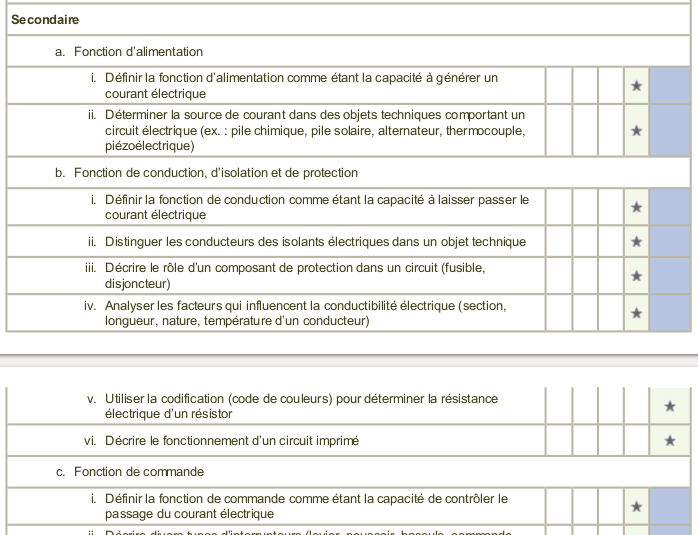 Secondaire
a. Fonction d'alimentation
i. Définir la fonction d'alimentation comme étant la capacité à générer un
courant électrique
ii. Déterminer la source de courant dans des objets techniques comportant un
circuit électrique (ex. : pile chimique, pile solaire, alternateur, thermocouple,
piézoélectrique)
b. Fonction de conduction, d'isolation et de protection
i. Définir la fonction de conduction comme étant la capacité à laisser passer le
courant électrique
ii. Distinguer les conducteurs des isolants électriques dans un objet technique
iii. Décrire le rôle d'un composant de protection dans un circuit (fusible,
disjoncteur)
iv. Analyser les facteurs qui influencent la conductibilité électrique (section,
longueur, nature, température d'un conducteur)
v. Utiliser la codification (code de couleurs) pour déterminer la résistance
électrique d'un résistor
vi. Décrire le fonctionnement d'un circuit imprimé
c. Fonction de commande
i. Définir la fonction de commande comme étant la capacité de contrôler le
passage du courant électrique
ii. Décrire divers types d'interrupteurs (levier, poussoir, bascule, commande